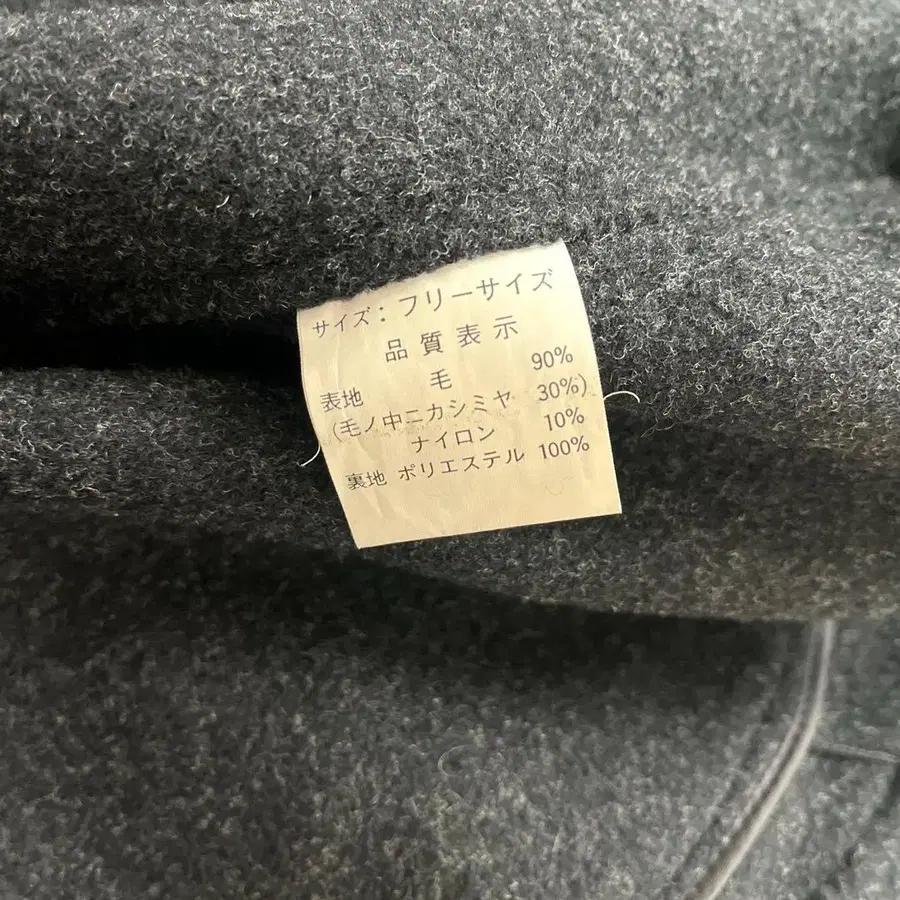 サイズ：フリーサイズ
品質表示
表地 毛 90%
(毛ノ中ニカシミヤ 30%)
ナイロン 10%
裏地 ポリエステル 100%